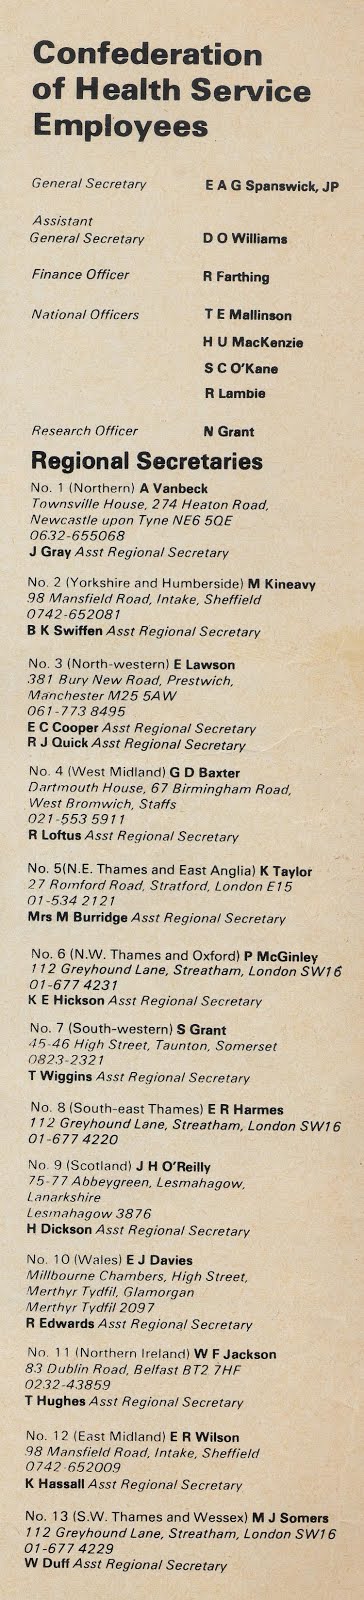 Confederation
of Health Service
Employees
General Secretary E A G Spanswick, JP
Assistant
General Secretary D O Williams
Finance Officer R Farthing
National Officers T E Mallinson
H U MacKenzie
S C O'Kane
R Lambie
Research Officer N Grant
Regional Secretaries
No. 1 (Northern) A Vanbeck
Townsville House, 274 Heaton Road,
Newcastle upon Tyne NE6 5QE
0632-655068
J Gray Asst Regional Secretary
No. 2 (Yorkshire and Humberside) M Kineavy
98 Mansfield Road, Intake, Sheffield
0742-652081
B K Swiffen Asst Regional Secretary
No. 3 (North-western) E Lawson
381 Bury New Road, Prestwich,
Manchester M25 5AW
061-773 8495
E C Cooper Asst Regional Secretary
R J Quick Asst Regional Secretary
No. 4 (West Midland) G D Baxter
Dartmouth House, 67 Birmingham Road,
West Bromwich, Staffs
021-553 5911
R Loftus Asst Regional Secretary
No. 5(N.E. Thames and East Anglia) K Taylor
27 Romford Road, Stratford, London E15
01-534 2121
Mrs M Burridge Asst Regional Secretary
No. 6 (N.W. Thames and Oxford) P McGinley
112 Greyhound Lane, Streatham, London SW16
01-677 4231
K E Hickson Asst Regional Secretary
No. 7 (South-western) S Grant
45-46 High Street, Taunton, Somerset
0823-2321
T Wiggins Asst Regional Secretary
No. 8 (South-east Thames) E R Harmes
112 Greyhound Lane, Streatham, London SW16
01-677 4220
No. 9 (Scotland) J H O'Reilly
75-77 Abbeygreen, Lesmahagow,
Lanarkshire
Lesmahagow 3876
H Dickson Asst Regional Secretary
No. 10 (Wales) E J Davies
Millbourne Chambers, High Street,
Merthyr Tydfil, Glamorgan
Merthyr Tydfil 2097
R Edwards Asst Regional Secretary
No. 11 (Northern Ireland) W F Jackson
83 Dublin Road, Belfast BT2 7HF
0232-43859
T Hughes Asst Regional Secretary
No. 12 (East Midland) E R Wilson
98 Mansfield Road, Intake, Sheffield
0742-652009
K Hassall Asst Regional Secretary
No. 13 (S.W. Thames and Wessex) M J Somers
112 Greyhound Lane, Streatham, London SW16
01-677 4229
W Duff Asst Regional Secretary